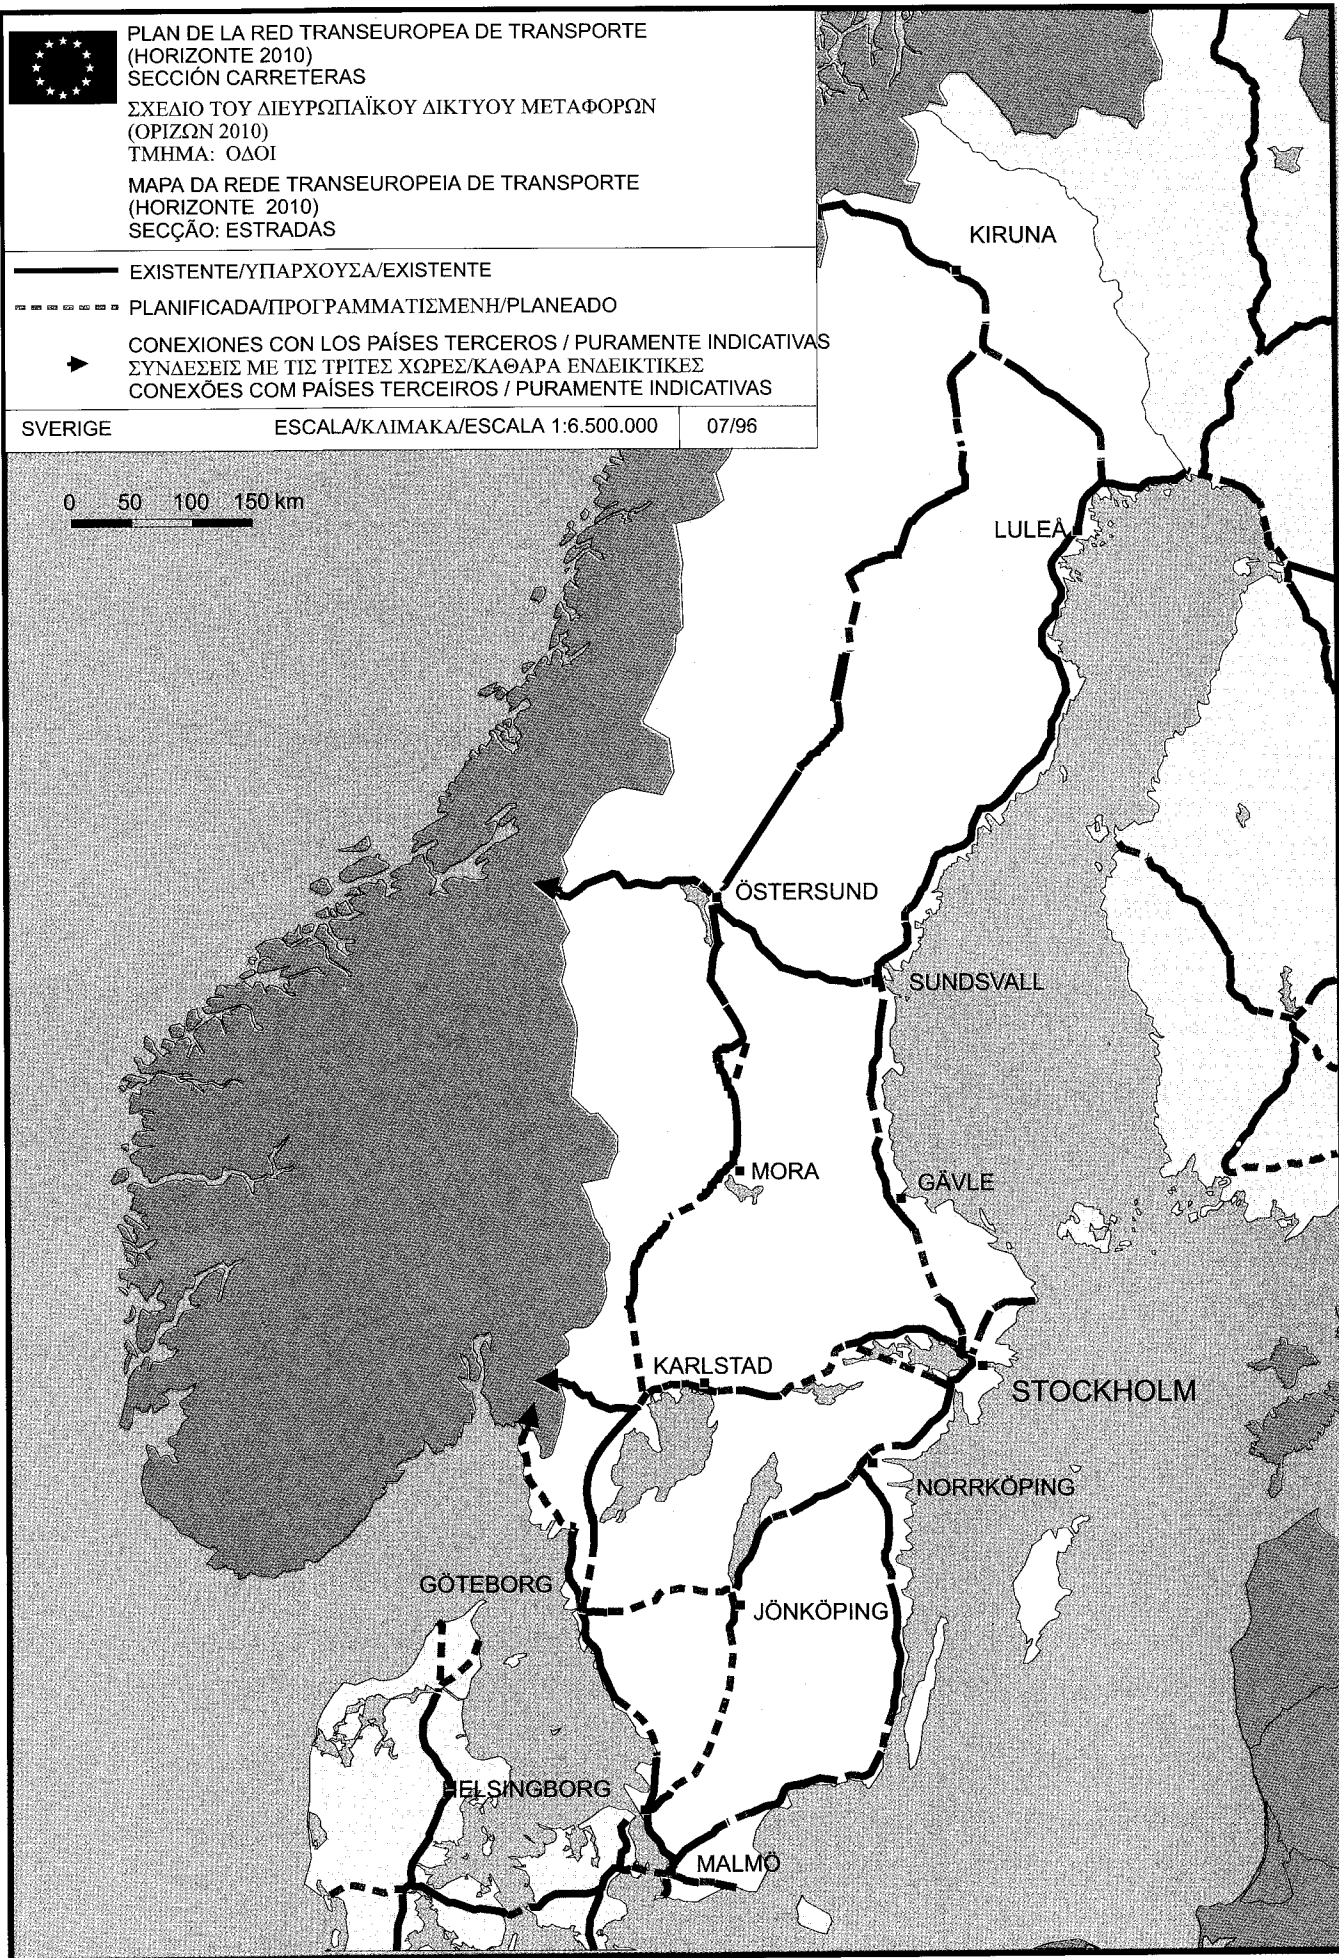 PLAN DE LA RED TRANSEUROPEA DE TRANSPORTE
(HORIZONTE 2010)
SECCIÓN CARRETERAS
ΣΧΕΔΙΟ ΤΟΥ ΔΙΕΥΡΩΠΑΪΚΟΥ ΔΙΚΤΥΟΥ ΜΕΤΑΦΟΡΩΝ
(ΟΡΙΖΩΝ 2010)
ΤΜΗΜΑ: ΟΔΟΙ
MAPA DA REDE TRANSEUROPEIA DE TRANSPORTE
(HORIZONTE 2010)
SECÇÃO: ESTRADAS
EXISTENTE/ΥΠΑΡΧΟΥΣΑ/EXISTENTE
PLANIFICADA/ΠΡΟΓΡΑΜΜΑΤΙΣΜΕΝΗ/PLANEADO
CONEXIONES CON LOS PAÍSES TERCEROS / PURAMENTE INDICATIVAS
ΣΥΝΔΕΣΕΙΣ ΜΕ ΤΙΣ ΤΡΙΤΕΣ ΧΩΡΕΣ/ΚΑΘΑΡΑ ΕΝΔΕΙΚΤΙΚΕΣ
CONEXÕES COM PAÍSES TERCEIROS / PURAMENTE INDICATIVAS
SVERIGE ESCALA/ΚΛΙΜΑΚΑ/ESCALA 1:6.500.000 07/96
0 50 100 150 km
KIRUNA
LULEÅ
ÖSTERSUND
SUNDSVALL
MORA
GÄVLE
KARLSTAD
STOCKHOLM
NORRKÖPING
GÖTEBORG
JÖNKÖPING
HELSINGBORG
MALMÖ